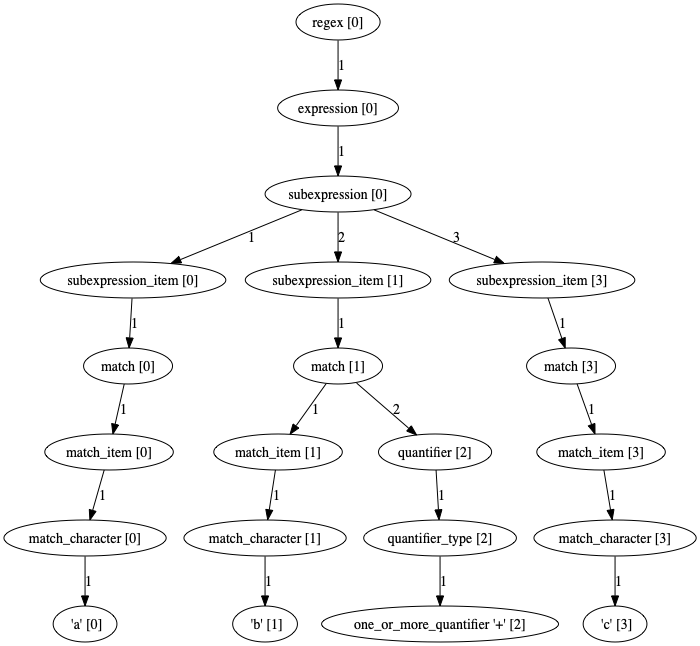 regex [0]
1
expression [0]
1
subexpression [0]
1 2 3
subexpression_item [0] subexpression_item [1] subexpression_item [3]
1 1 1
match [0] match [1] match [3]
1 1 2 1
match_item [0] match_item [1] quantifier [2] match_item [3]
1 1 1 1
match_character [0] match_character [1] quantifier_type [2] match_character [3]
1 1 1 1
'a' [0] 'b' [1] one_or_more_quantifier '+' [2] 'c' [3]